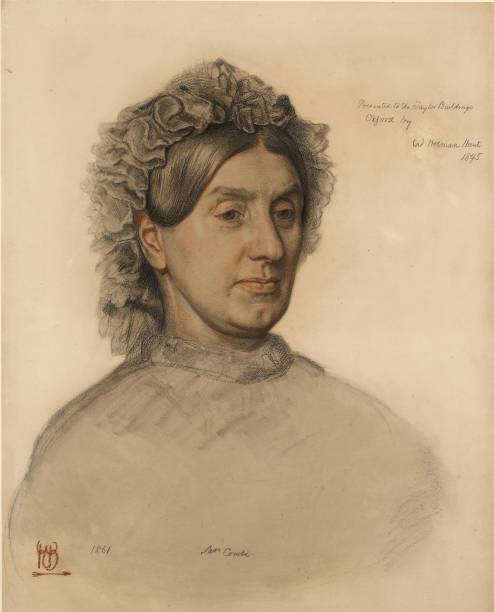 Presented to the Taylor Buildings
Oxford by
W Holman Hunt
1895
1861
Mrs Combe